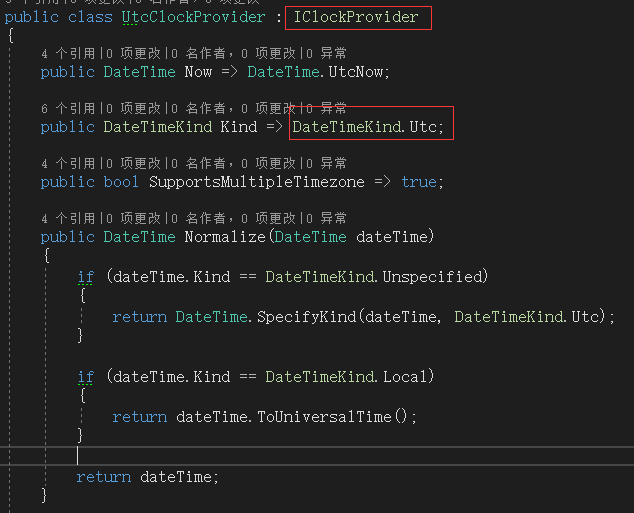 public class UtcClockProvider : IClockProvider
{
4 个引用|0 项更改|0 名作者, 0 项更改|0 异常
public DateTime Now => DateTime.UtcNow;
6 个引用|0 项更改|0 名作者, 0 项更改|0 异常
public DateTimeKind Kind => DateTimeKind.Utc;
4 个引用|0 项更改|0 名作者, 0 项更改|0 异常
public bool SupportsMultipleTimezone => true;
4 个引用|0 项更改|0 名作者, 0 项更改|0 异常
public DateTime Normalize(DateTime dateTime)
{
if (dateTime.Kind == DateTimeKind.Unspecified)
{
return DateTime.SpecifyKind(dateTime, DateTimeKind.Utc);
}
if (dateTime.Kind == DateTimeKind.Local)
{
return dateTime.ToUniversalTime();
}
return dateTime;
}